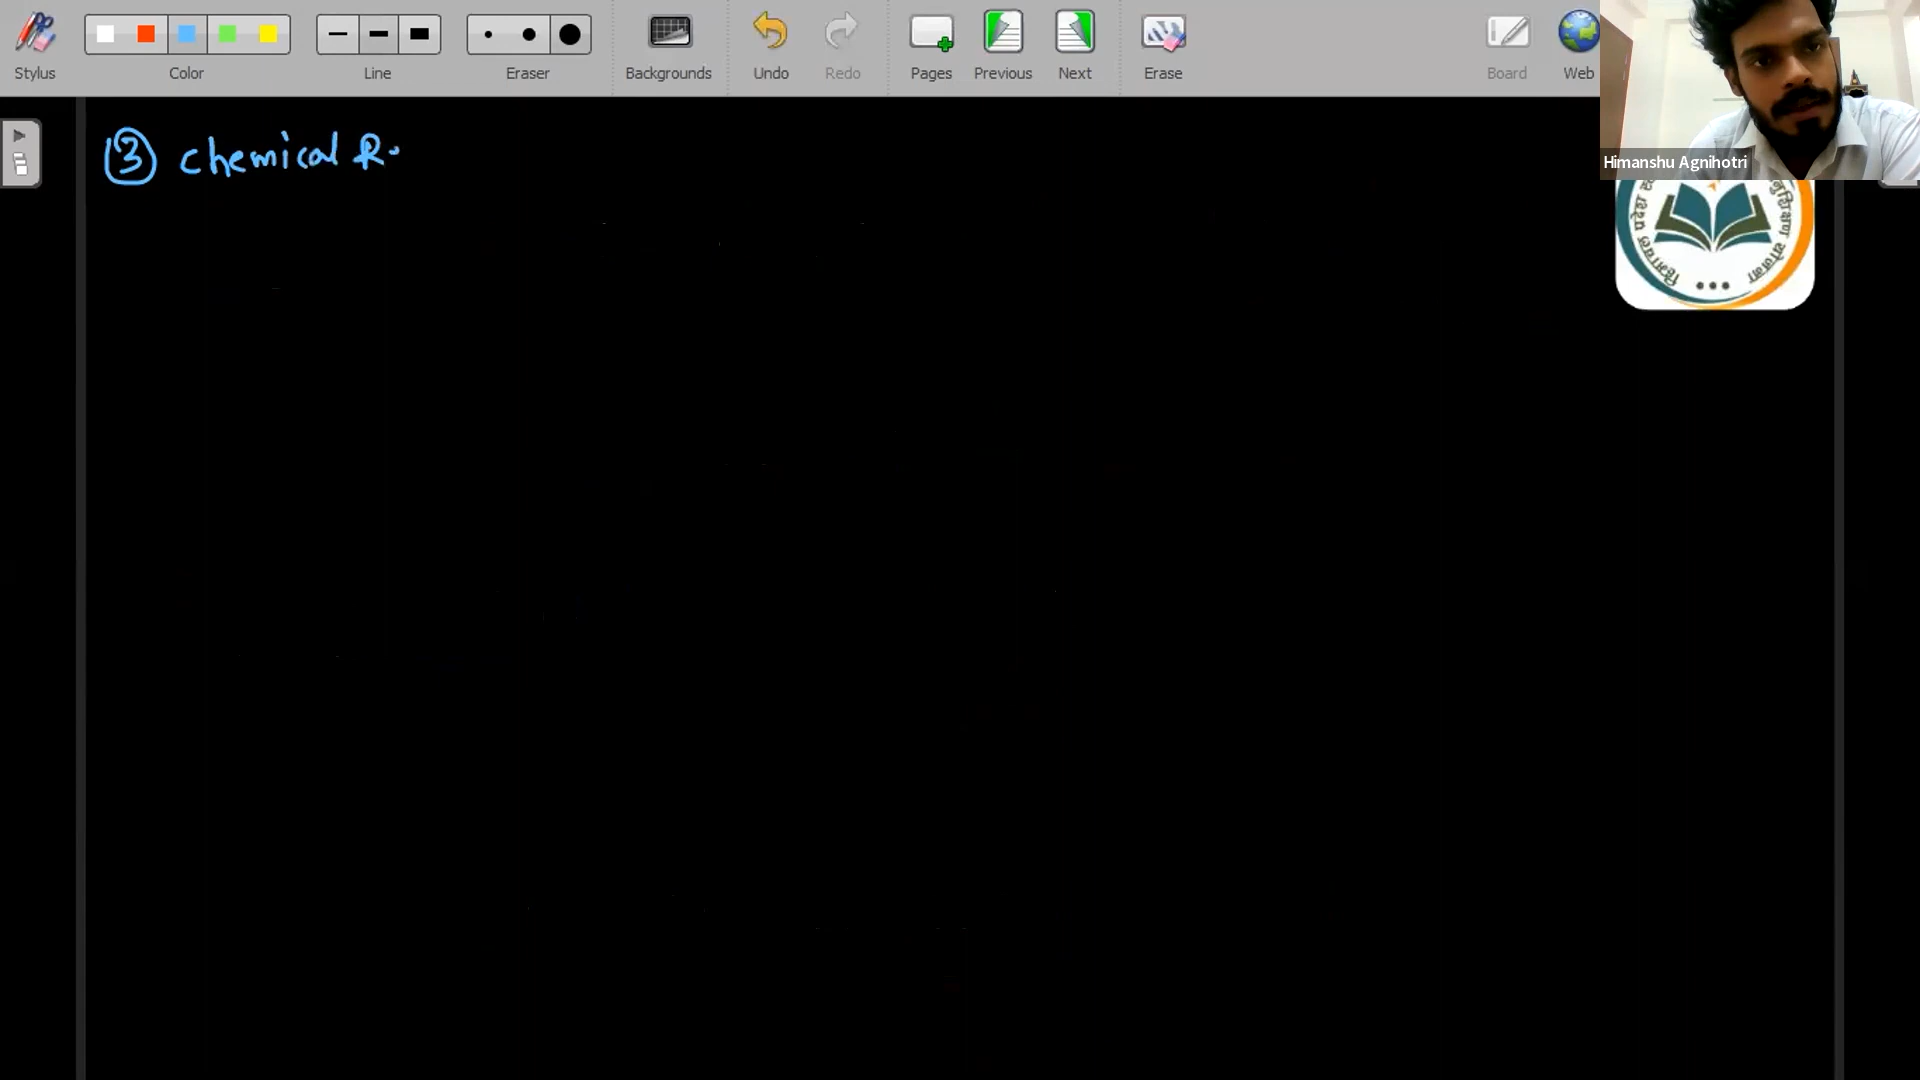 Stylus Color Line Eraser Backgrounds Undo Redo Pages Previous Next Erase Board Web
Himanshu Agnihotri
③ chemical R.